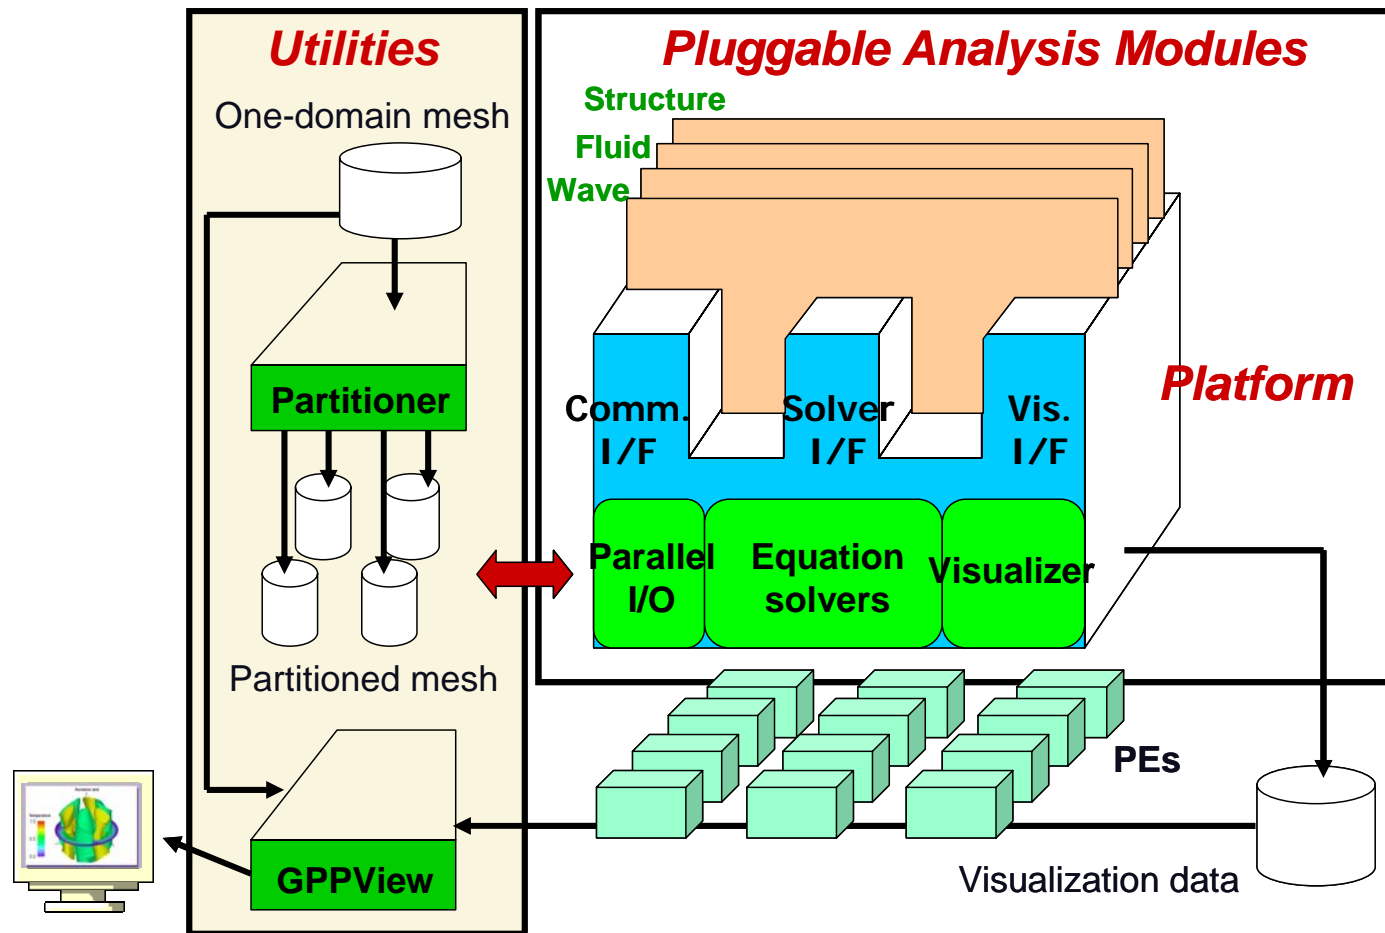 Utilities
One-domain mesh
Partitioner
Partitioned mesh
GPPView
Pluggable Analysis Modules
Structure
Fluid
Wave
Platform
Comm.
I/F
Solver
I/F
Vis.
I/F
Parallel
I/O
Equation
solvers
Visualizer
PEs
Visualization data